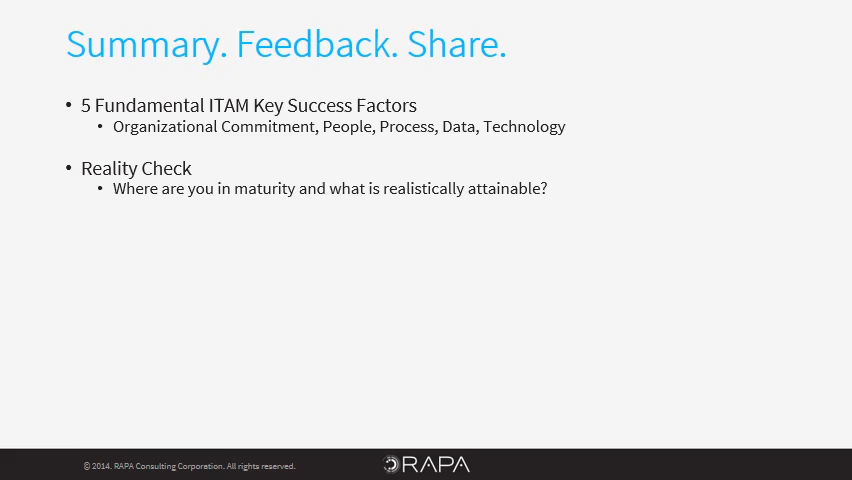 Summary. Feedback. Share.
• 5 Fundamental ITAM Key Success Factors
• Organizational Commitment, People, Process, Data, Technology
• Reality Check
• Where are you in maturity and what is realistically attainable?
© 2014. RAPA Consulting Corporation. All rights reserved.
RAPA